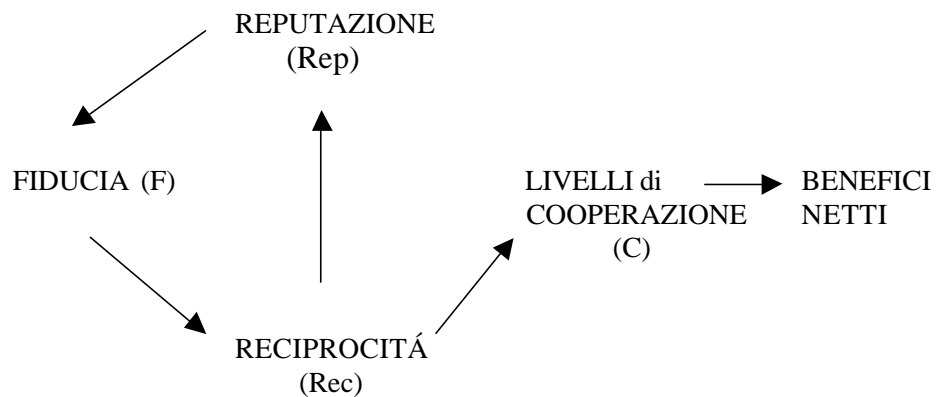 REPUTAZIONE
(Rep)
FIDUCIA (F)
LIVELLI di
COOPERAZIONE
(C)
BENEFICI
NETTI
RECIPROCITÁ
(Rec)